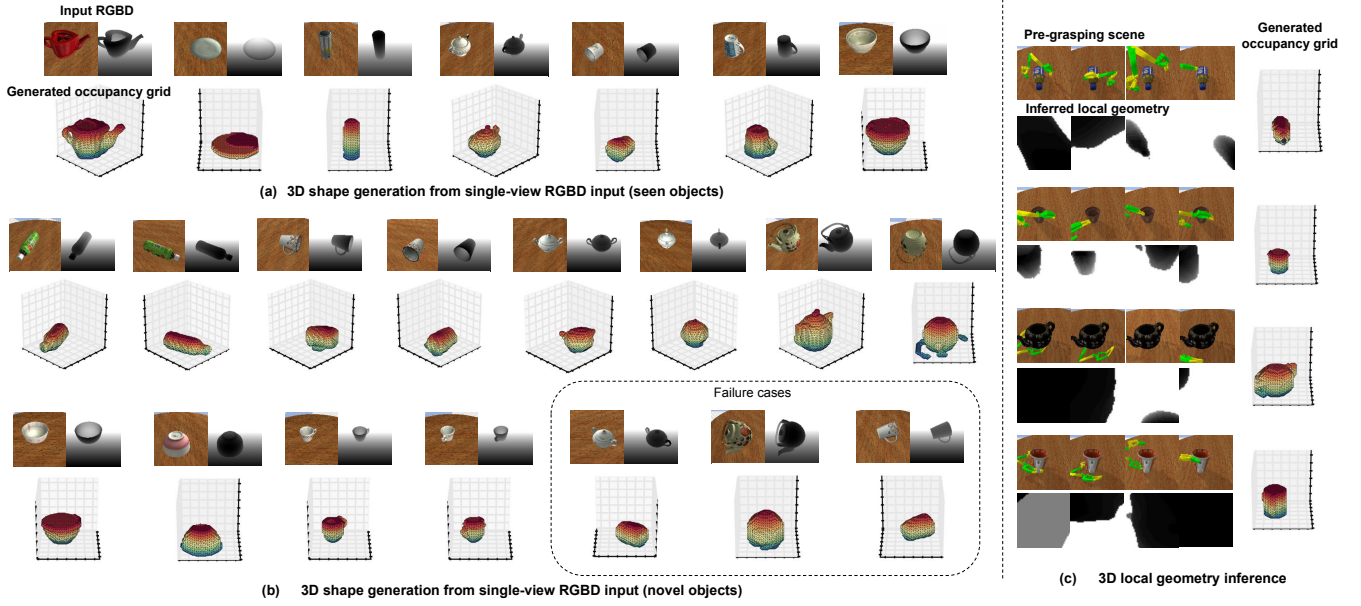 Input RGBD
Generated occupancy grid
(a) 3D shape generation from single-view RGBD input (seen objects)
Failure cases
(b) 3D shape generation from single-view RGBD input (novel objects)
Pre-grasping scene
Generated
occupancy grid
Inferred local geometry
(c) 3D local geometry inference